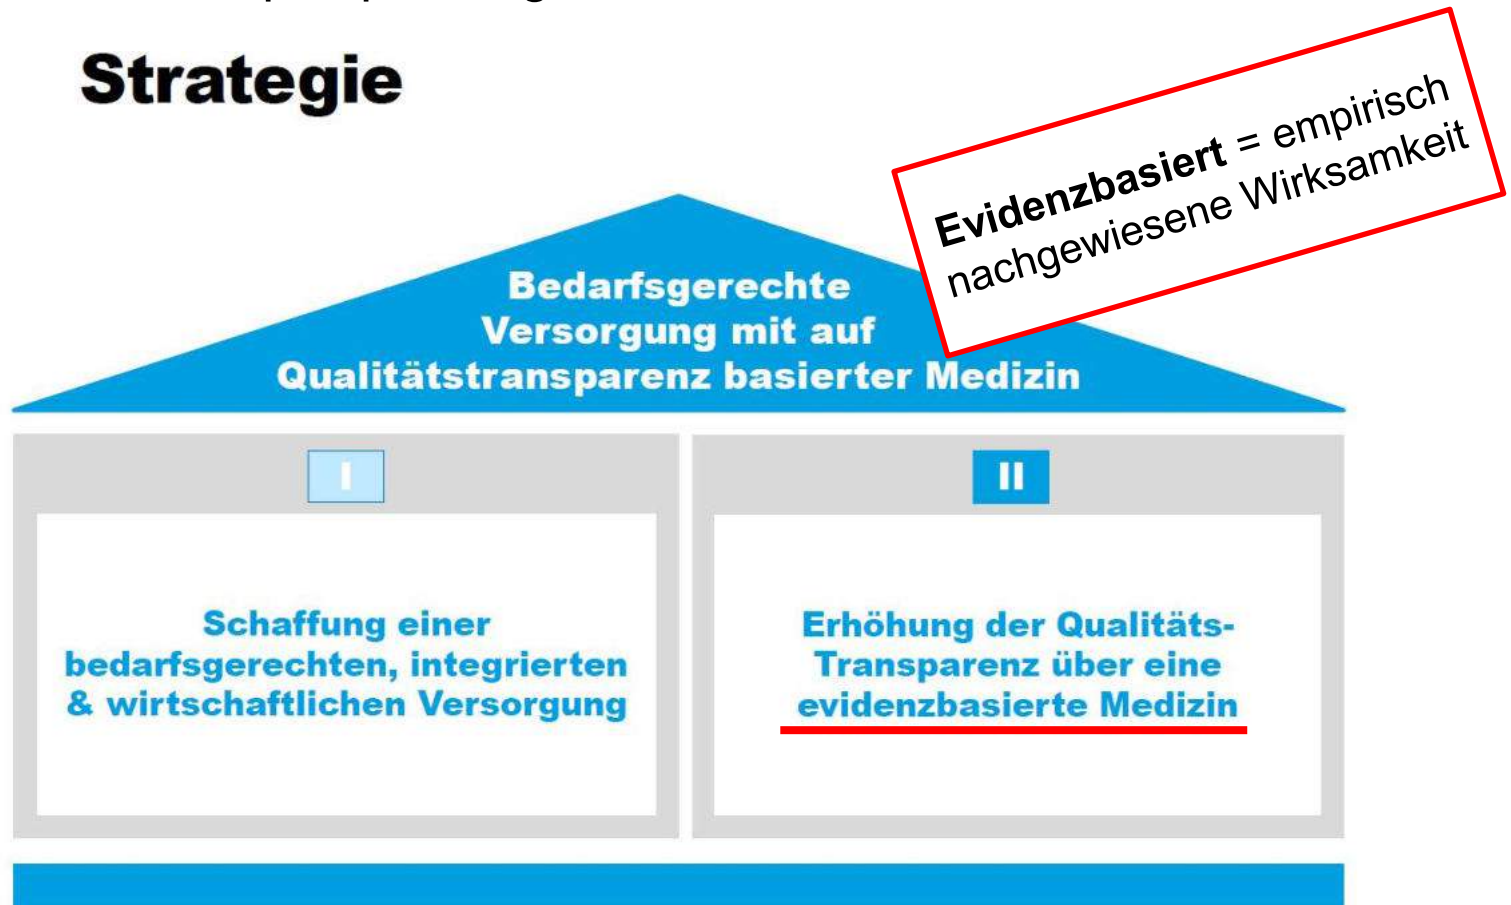 Strategie
Evidenzbasiert = empirisch
nachgewiesene Wirksamkeit
Bedarfsgerechte
Versorgung mit auf
Qualitätstransparenz basierter Medizin
I
II
Schaffung einer
bedarfsgerechten, integrierten
& wirtschaftlichen Versorgung
Erhöhung der Qualitäts-
Transparenz über eine
evidenzbasierte Medizin